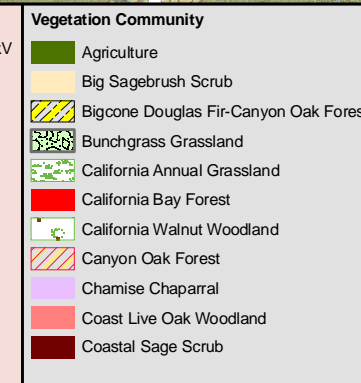 Vegetation Community
V
Agriculture
Big Sagebrush Scrub
Bigcone Douglas Fir-Canyon Oak Fores
Bunchgrass Grassland
California Annual Grassland
California Bay Forest
California Walnut Woodland
Canyon Oak Forest
Chamise Chaparral
Coast Live Oak Woodland
Coastal Sage Scrub